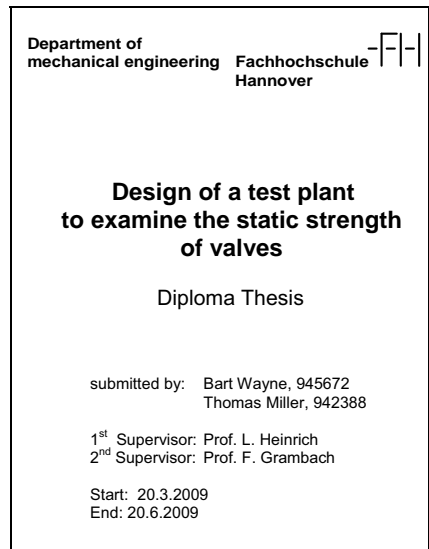 Department of
mechanical engineering Fachhochschule FH
Hannover
Design of a test plant
to examine the static strength
of valves
Diploma Thesis
submitted by: Bart Wayne, 945672
Thomas Miller, 942388
1st Supervisor: Prof. L. Heinrich
2nd Supervisor: Prof. F. Grambach
Start: 20.3.2009
End: 20.6.2009